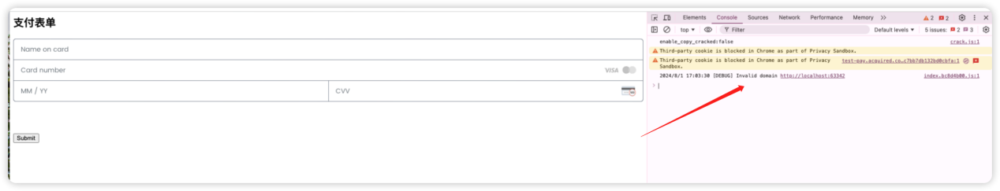 支付表单
Name on card
Card number VISA
MM / YY CVV
Submit
Elements Console Sources Network Performance Memory 2 2
top Filter Default levels 5 issues: 2 3
enable_copy_cracked:false crack.js:1
Third-party cookie is blocked in Chrome as part of Privacy Sandbox.
Third-party cookie is blocked in Chrome as part of Privacy test-pay.acquired.co…c7bb7db132bd0cbfa:1
Sandbox.
2024/8/1 17:03:30 [DEBUG] Invalid domain http://localhost:63342 index.bc8d4b00.js:1